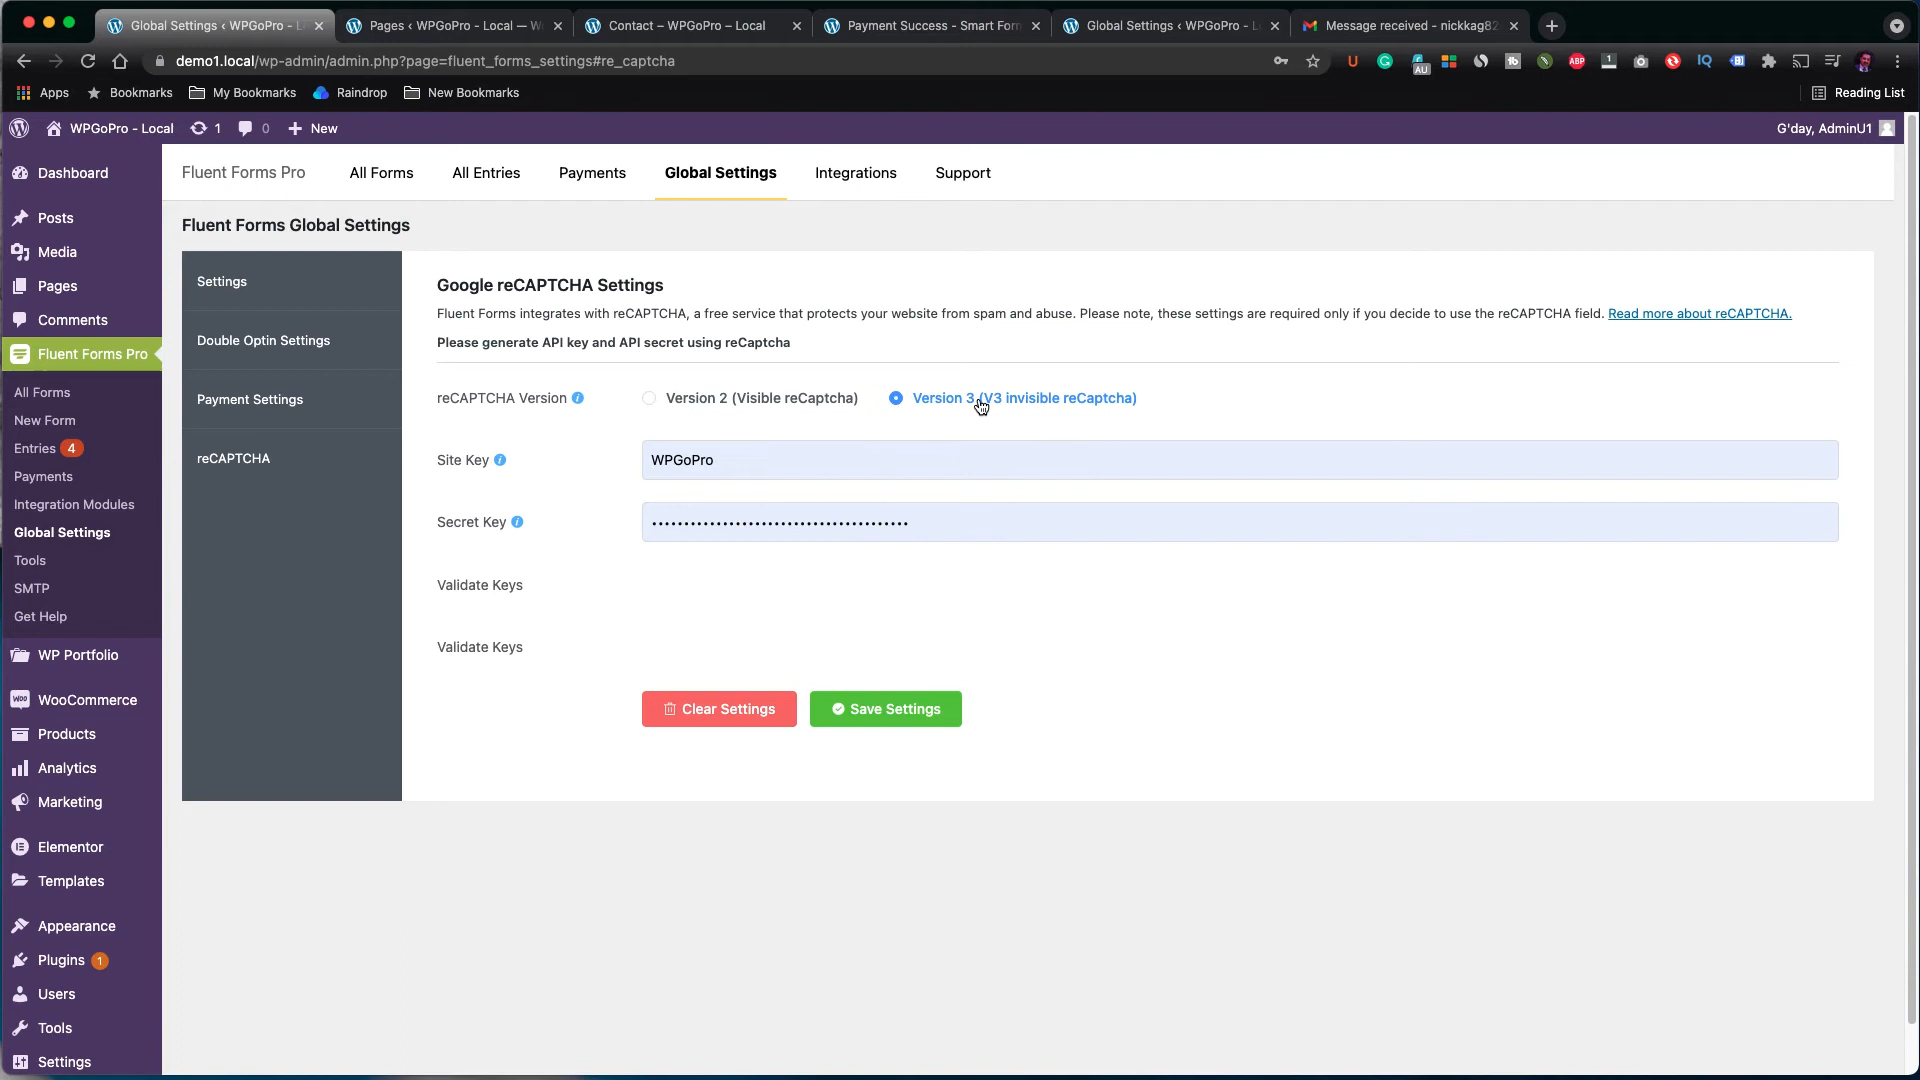 Global Settings ‹ WPGoPro - L
Pages ‹ WPGoPro - Local — W
Contact – WPGoPro – Local
Payment Success - Smart Form
Global Settings ‹ WPGoPro - L
Message received - nickkag82
demo1.local/wp-admin/admin.php?page=fluent_forms_settings#re_captcha
Apps
Bookmarks
My Bookmarks
Raindrop
New Bookmarks
Reading List
WPGoPro - Local
1
0
New
G'day, AdminU1
Dashboard
Posts
Media
Pages
Comments
Fluent Forms Pro
All Forms
New Form
Entries 4
Payments
Integration Modules
Global Settings
Tools
SMTP
Get Help
WP Portfolio
WooCommerce
Products
Analytics
Marketing
Elementor
Templates
Appearance
Plugins 1
Users
Tools
Settings
Fluent Forms Pro
All Forms
All Entries
Payments
Global Settings
Integrations
Support
Fluent Forms Global Settings
Settings
Double Optin Settings
Payment Settings
reCAPTCHA
Google reCAPTCHA Settings
Fluent Forms integrates with reCAPTCHA, a free service that protects your website from spam and abuse. Please note, these settings are required only if you decide to use the reCAPTCHA field. Read more about reCAPTCHA.
Please generate API key and API secret using reCaptcha
reCAPTCHA Version
Version 2 (Visible reCaptcha)
Version 3 (V3 invisible reCaptcha)
Site Key
WPGoPro
Secret Key
Validate Keys
Validate Keys
Clear Settings
Save Settings